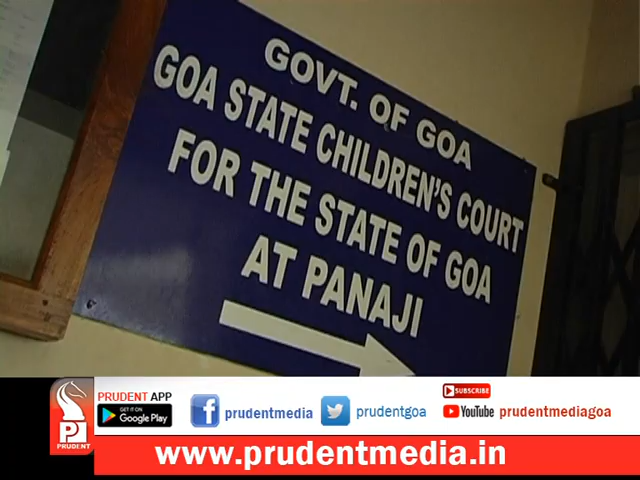 GOVT. OF GOA
GOA STATE CHILDREN'S COURT
FOR THE STATE OF GOA
AT PANAJI
PRUDENT APP
GET IT ON
Google Play
prudentmedia
prudentgoa
SUBSCRIBE
YouTube prudentmediagoa
PRUDENT
www.prudentmedia.in